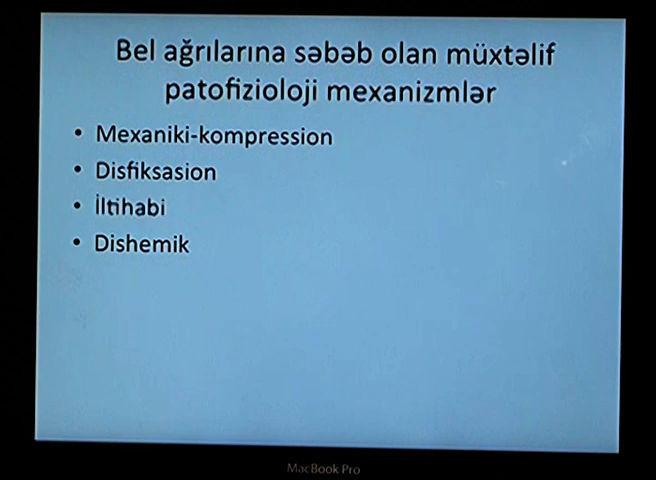 Bel ağrılarına səbəb olan müxtəlif
patofizioloji mexanizmlər
• Mexaniki-kompression
• Disfiksasion
• İltihabi
• Dishemik
MacBook Pro